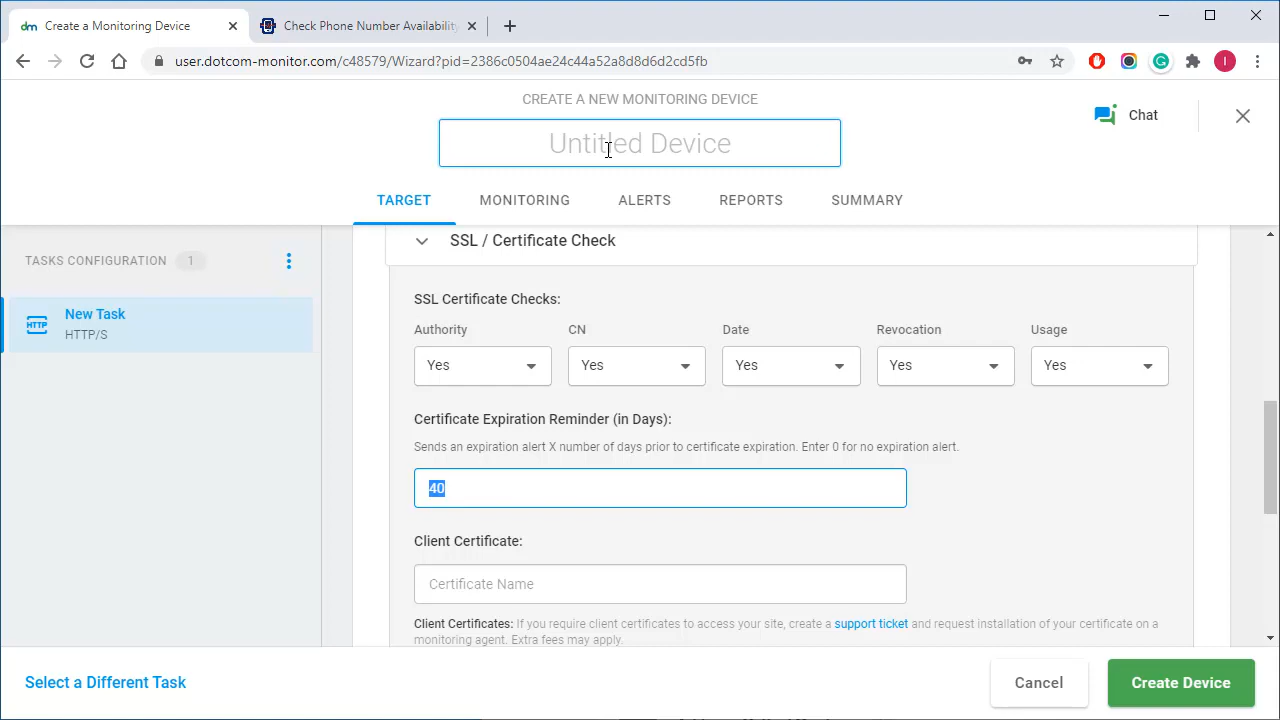 dm Create a Monitoring Device
Check Phone Number Availability
user.dotcom-monitor.com/c48579/Wizard?pid=2386c0504ae24c44a52a8d8d6d2cd5fb
I
CREATE A NEW MONITORING DEVICE
Untitled Device
Chat
TARGET
MONITORING
ALERTS
REPORTS
SUMMARY
TASKS CONFIGURATION 1
HTTP
New Task
HTTP/S
SSL / Certificate Check
SSL Certificate Checks:
Authority CN Date Revocation Usage
Yes Yes Yes Yes Yes
Certificate Expiration Reminder (in Days):
Sends an expiration alert X number of days prior to certificate expiration. Enter 0 for no expiration alert.
40
Client Certificate:
Certificate Name
Client Certificates: If you require client certificates to access your site, create a support ticket and request installation of your certificate on a
monitoring agent. Extra fees may apply.
Select a Different Task
Cancel
Create Device